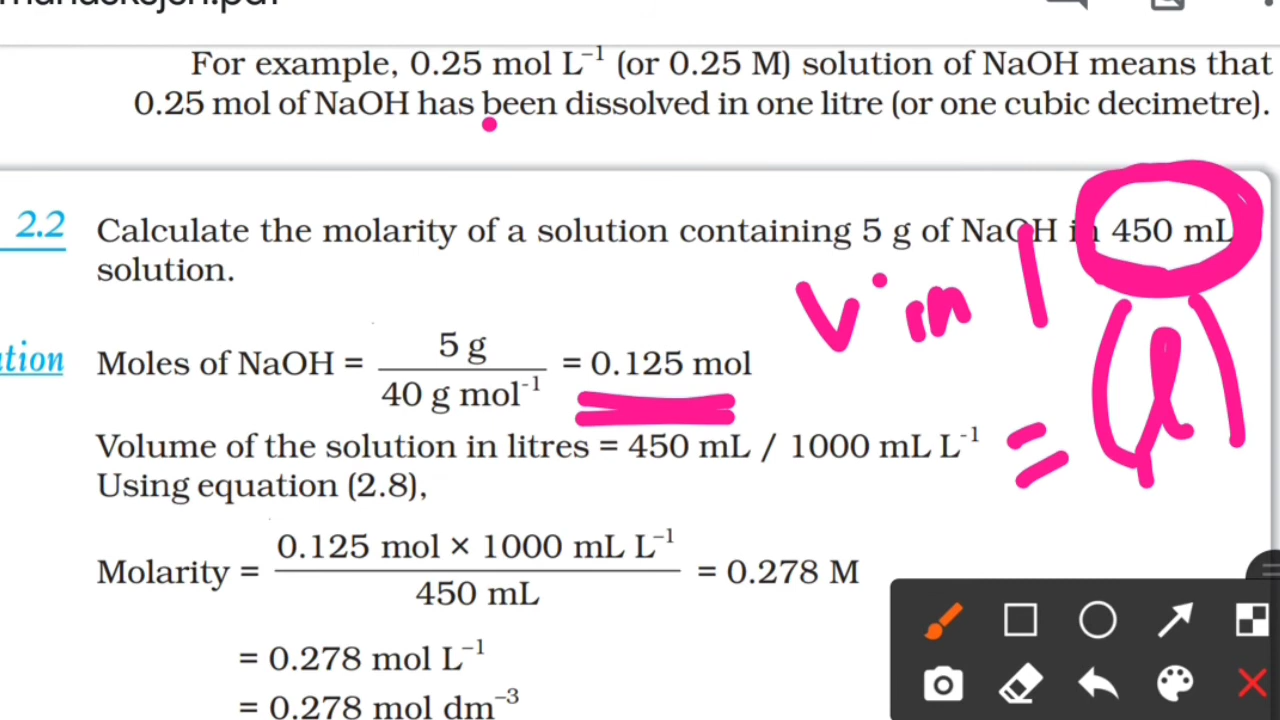 For example, 0.25 mol L⁻¹ (or 0.25 M) solution of NaOH means that
0.25 mol of NaOH has been dissolved in one litre (or one cubic decimetre).
2.2 Calculate the molarity of a solution containing 5 g of NaOH in 450 mL
solution.
V in l
(l)
Moles of NaOH = 5 g / 40 g mol⁻¹ = 0.125 mol
Volume of the solution in litres = 450 mL / 1000 mL L⁻¹ =
Using equation (2.8),
Molarity = 0.125 mol × 1000 mL L⁻¹ / 450 mL = 0.278 M
= 0.278 mol L⁻¹
= 0.278 mol dm⁻³